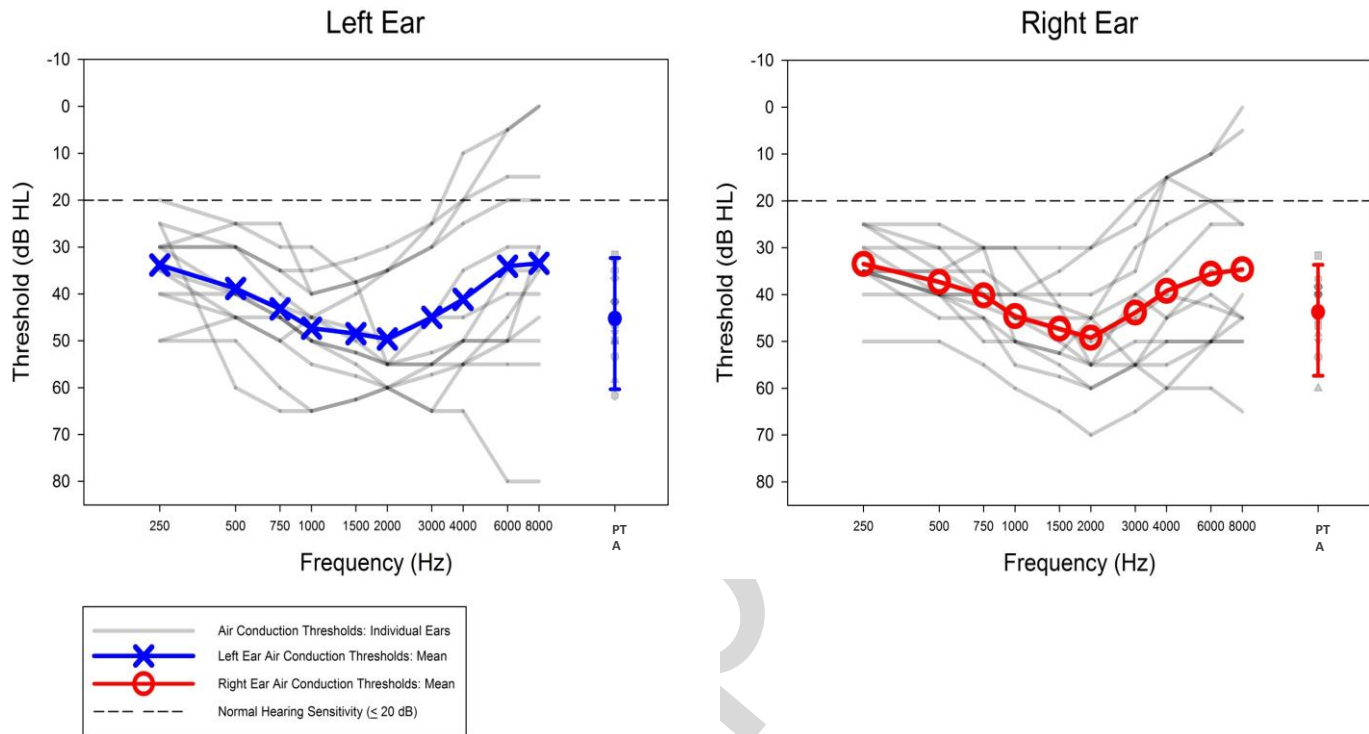 Left Ear
-10
0
10
20
30
40
50
60
70
80
Threshold (dB HL)
250 500 750 1000 1500 2000 3000 4000 6000 8000
PT
A
Frequency (Hz)
Right Ear
-10
0
10
20
30
40
50
60
70
80
Threshold (dB HL)
250 500 750 1000 1500 2000 3000 4000 6000 8000
PT
A
Frequency (Hz)
Air Conduction Thresholds: Individual Ears
Left Ear Air Conduction Thresholds: Mean
Right Ear Air Conduction Thresholds: Mean
Normal Hearing Sensitivity (≤ 20 dB)